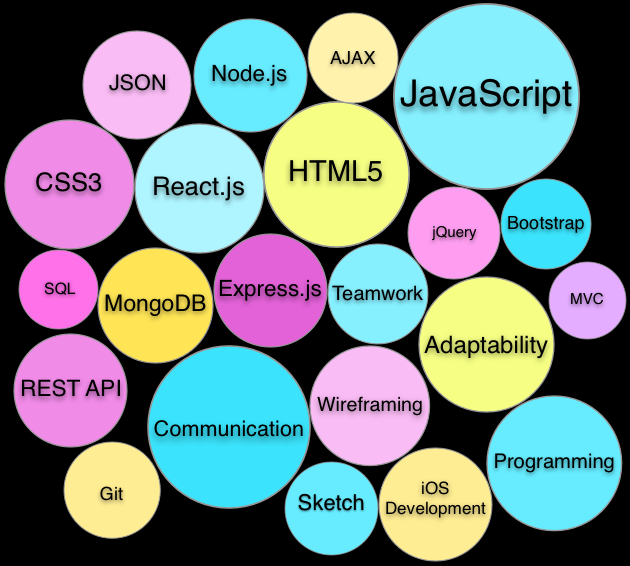 JSON
Node.js
AJAX
JavaScript
CSS3
React.js
HTML5
jQuery
Bootstrap
SQL
MongoDB
Express.js
Teamwork
MVC
Adaptability
REST API
Communication
Wireframing
Programming
Git
Sketch
iOS
Development